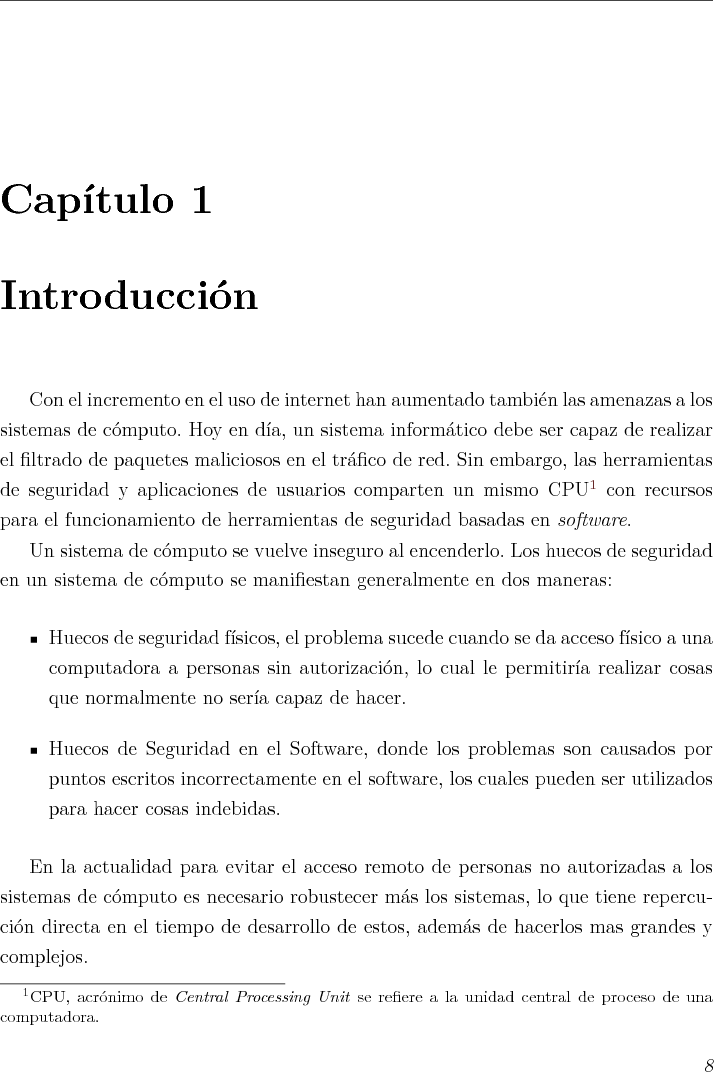 Capítulo 1
Introducción
Con el incremento en el uso de internet han aumentado también las amenazas a los
sistemas de cómputo. Hoy en día, un sistema informático debe ser capaz de realizar
el filtrado de paquetes maliciosos en el tráfico de red. Sin embargo, las herramientas
de seguridad y aplicaciones de usuarios comparten un mismo CPU¹ con recursos
para el funcionamiento de herramientas de seguridad basadas en software.
Un sistema de cómputo se vuelve inseguro al encenderlo. Los huecos de seguridad
en un sistema de cómputo se manifiestan generalmente en dos maneras:
▪ Huecos de seguridad físicos, el problema sucede cuando se da acceso físico a una
computadora a personas sin autorización, lo cual le permitiría realizar cosas
que normalmente no sería capaz de hacer.
▪ Huecos de Seguridad en el Software, donde los problemas son causados por
puntos escritos incorrectamente en el software, los cuales pueden ser utilizados
para hacer cosas indebidas.
En la actualidad para evitar el acceso remoto de personas no autorizadas a los
sistemas de cómputo es necesario robustecer más los sistemas, lo que tiene repercu-
ción directa en el tiempo de desarrollo de estos, además de hacerlos mas grandes y
complejos.
¹CPU, acrónimo de Central Processing Unit se refiere a la unidad central de proceso de una
computadora.
8